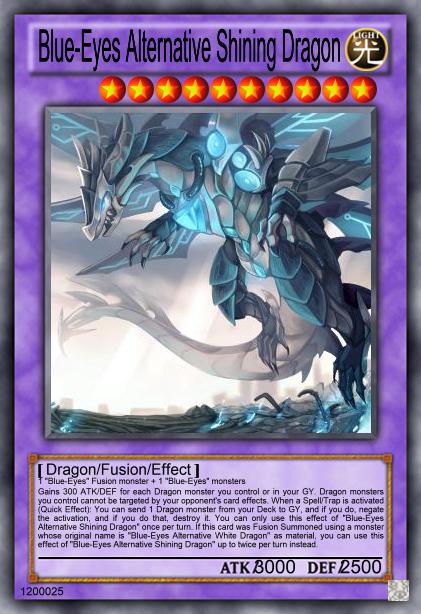 Blue-Eyes Alternative Shining Dragon
LIGHT
光
[ Dragon/Fusion/Effect ]
1 "Blue-Eyes" Fusion monster + 1 "Blue-Eyes" monsters
Gains 300 ATK/DEF for each Dragon monster you control or in your GY. Dragon monsters
you control cannot be targeted by your opponent's card effects. When a Spell/Trap is activated
(Quick Effect): You can send 1 Dragon monster from your Deck to GY, and if you do, negate
the activation, and if you do that, destroy it. You can only use this effect of "Blue-Eyes
Alternative Shining Dragon" once per turn. If this card was Fusion Summoned using a monster
whose original name is "Blue-Eyes Alternative White Dragon" as material, you can use this
effect of "Blue-Eyes Alternative Shining Dragon" up to twice per turn instead.
ATK 3000 DEF 2500
1200025